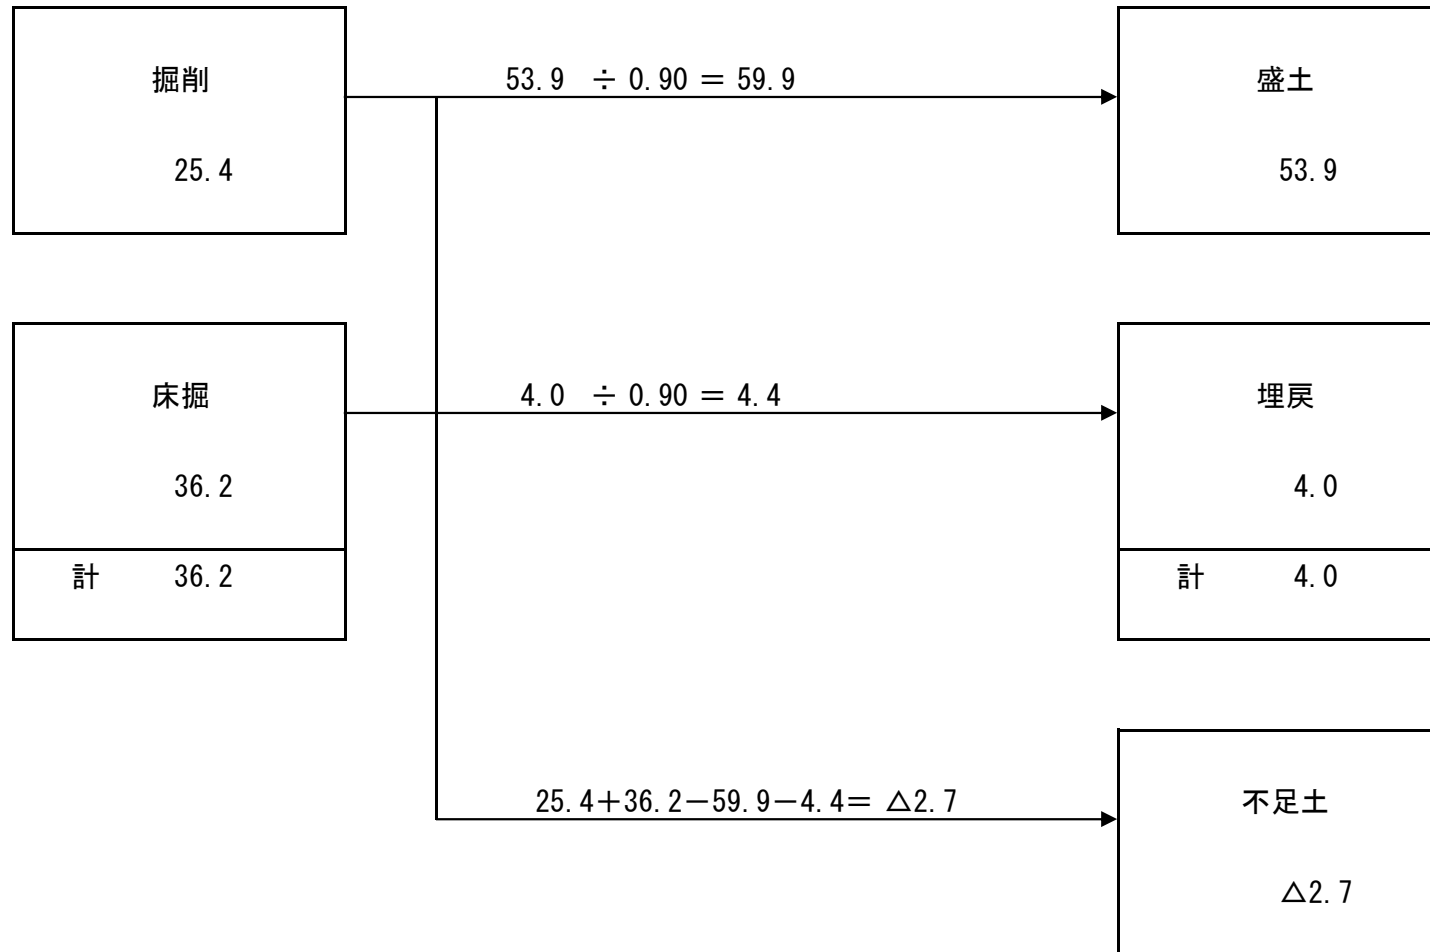 掘削
53.9 ÷ 0.90 = 59.9
盛土
25.4
53.9
床掘
4.0 ÷ 0.90 = 4.4
埋戻
36.2
4.0
計 36.2
計 4.0
25.4+36.2-59.9-4.4= △2.7
不足土
△2.7